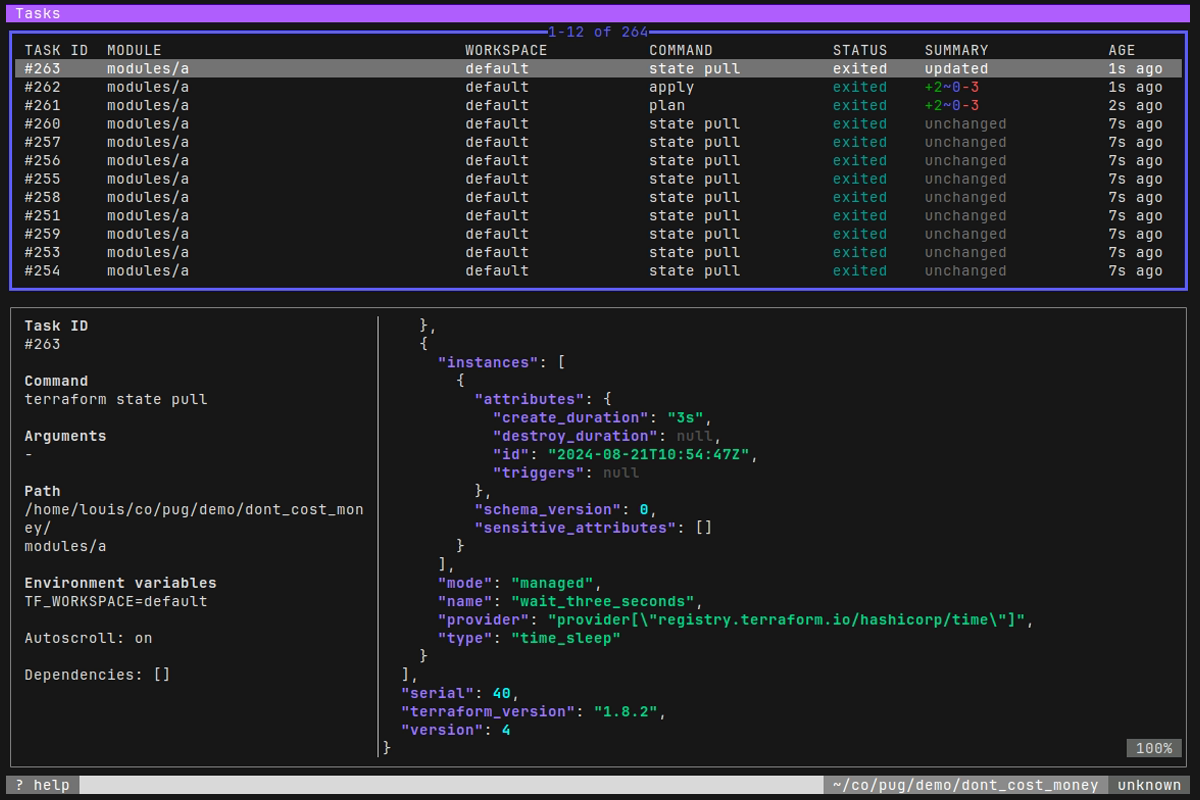 Tasks
1-12 of 264
TASK ID MODULE WORKSPACE COMMAND STATUS SUMMARY AGE
#263 modules/a default state pull exited updated 1s ago
#262 modules/a default apply exited +2~0-3 1s ago
#261 modules/a default plan exited +2~0-3 2s ago
#260 modules/a default state pull exited unchanged 7s ago
#257 modules/a default state pull exited unchanged 7s ago
#256 modules/a default state pull exited unchanged 7s ago
#255 modules/a default state pull exited unchanged 7s ago
#258 modules/a default state pull exited unchanged 7s ago
#251 modules/a default state pull exited unchanged 7s ago
#259 modules/a default state pull exited unchanged 7s ago
#253 modules/a default state pull exited unchanged 7s ago
#254 modules/a default state pull exited unchanged 7s ago
Task ID
#263
Command
terraform state pull
Arguments
-
Path
/home/louis/co/pug/demo/dont_cost_mon
ey/
modules/a
Environment variables
TF_WORKSPACE=default
Autoscroll: on
Dependencies: []
    },
    {
      "instances": [
        {
          "attributes": {
            "create_duration": "3s",
            "destroy_duration": null,
            "id": "2024-08-21T10:54:47Z",
            "triggers": null
          },
          "schema_version": 0,
          "sensitive_attributes": []
        }
      ],
      "mode": "managed",
      "name": "wait_three_seconds",
      "provider": "provider[\"registry.terraform.io/hashicorp/time\"]",
      "type": "time_sleep"
    }
  ],
  "serial": 40,
  "terraform_version": "1.8.2",
  "version": 4
}
100%
? help ~/co/pug/demo/dont_cost_money unknown